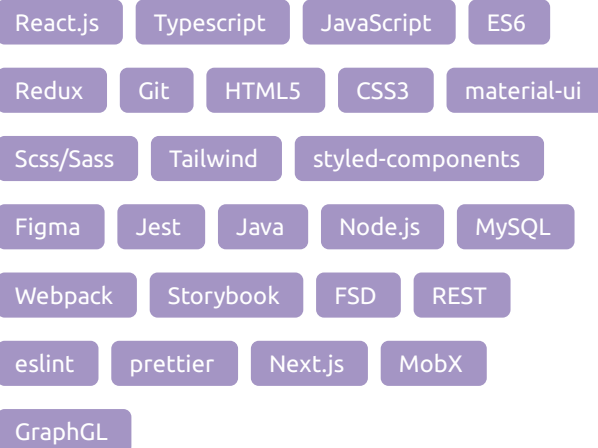 React.js Typescript JavaScript ES6
Redux Git HTML5 CSS3 material-ui
Scss/Sass Tailwind styled-components
Figma Jest Java Node.js MySQL
Webpack Storybook FSD REST
eslint prettier Next.js MobX
GraphGL